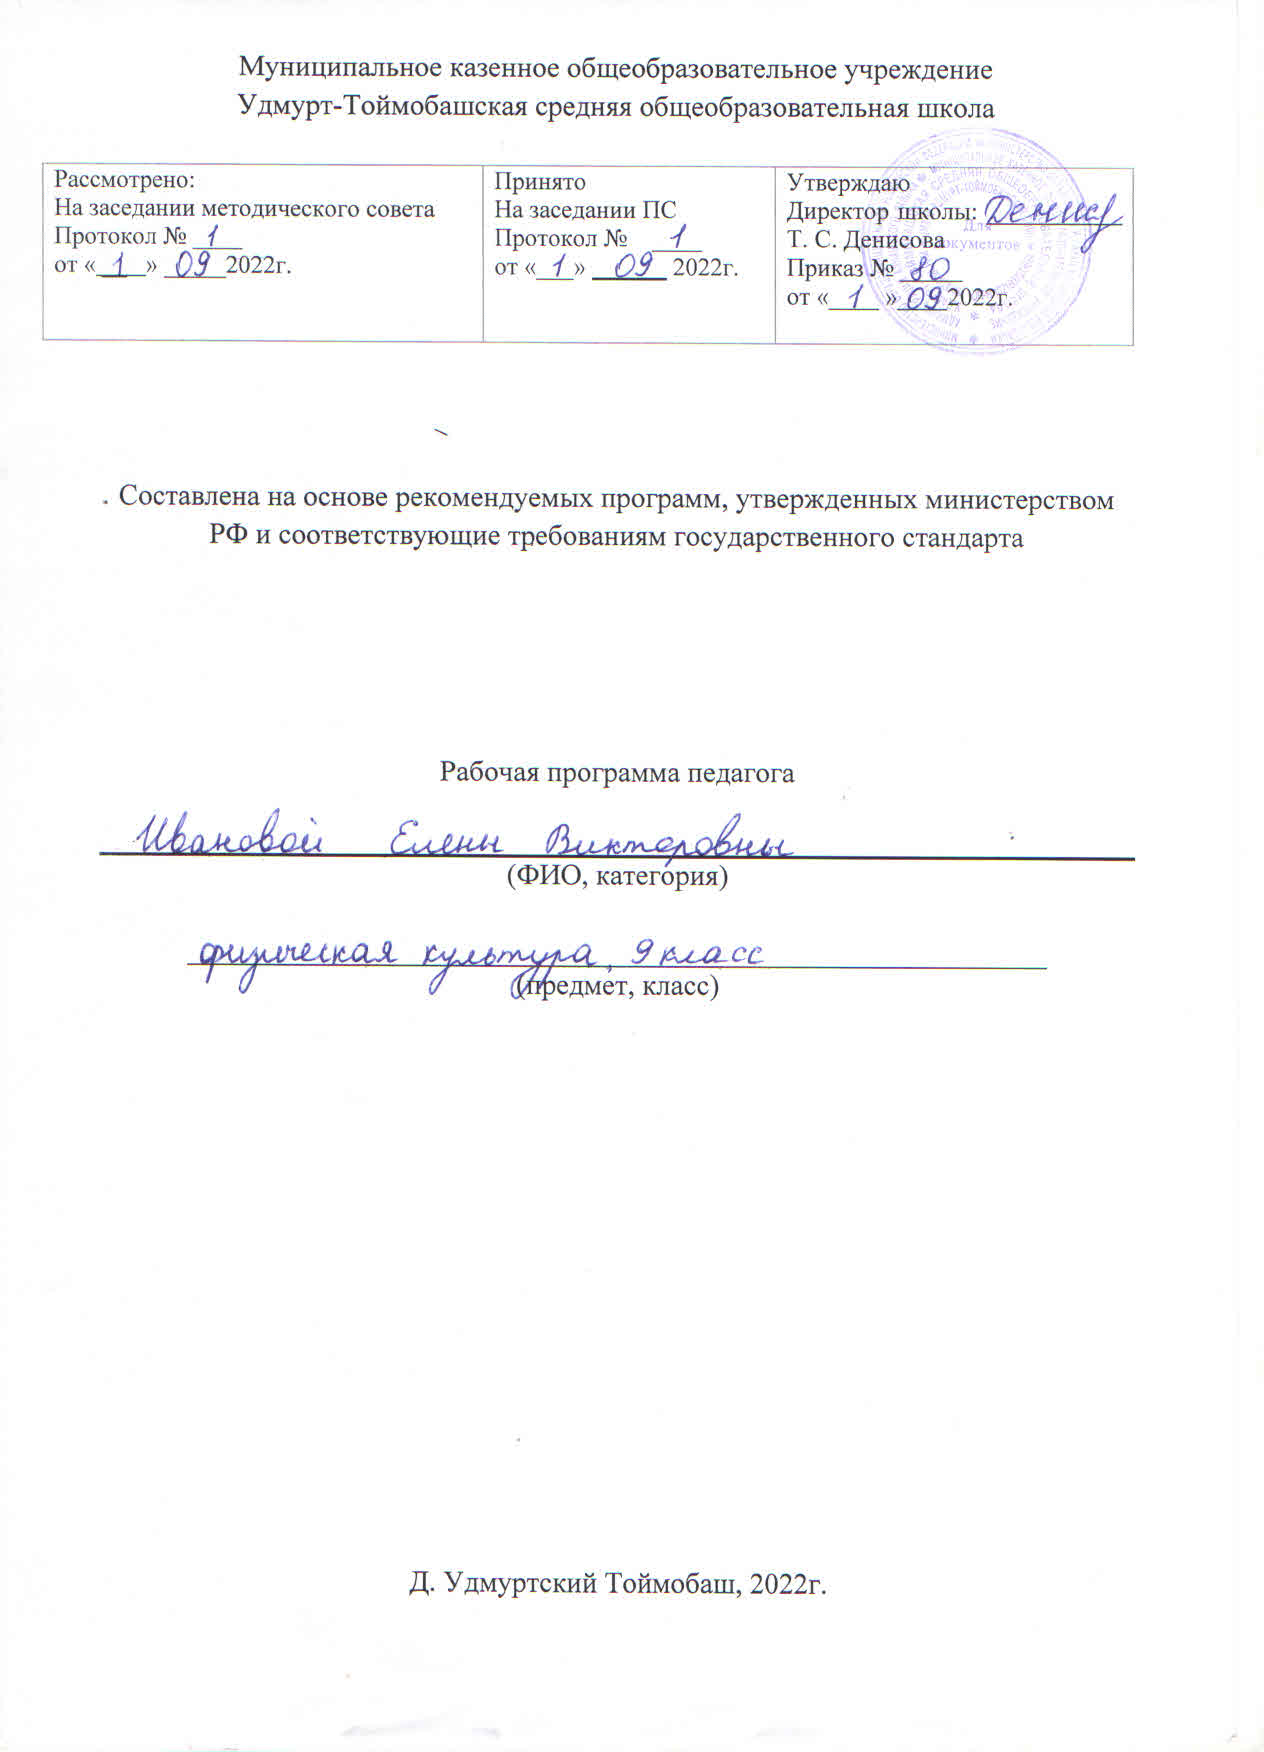 Муниципальное казенное общеобразовательное учреждение
Удмурт-Тоймобашская средняя общеобразовательная школа
Рассмотрено:
На заседании методического совета
Протокол № 1
от «1» 09 2022г.
Принято
На заседании ПС
Протокол № 1
от «1» 09 2022г.
Утверждаю
Директор школы: Денис
Т. С. Денисова
Приказ № 80
от «1» 09 2022г.
Для
документов
. Составлена на основе рекомендуемых программ, утвержденных министерством
РФ и соответствующие требованиям государственного стандарта
Рабочая программа педагога
Ивановой Елены Викторовны
(ФИО, категория)
физическая культура, 9 класс
(предмет, класс)
Д. Удмуртский Тоймобаш, 2022г.